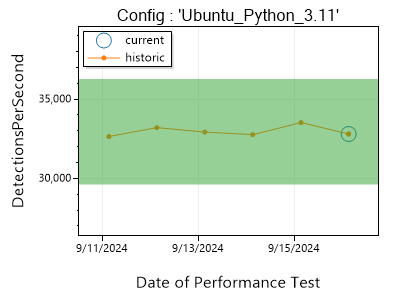 Config : 'Ubuntu_Python_3.11'
current
historic
DetectionsPerSecond
35,000
30,000
9/11/2024
9/13/2024
9/15/2024
Date of Performance Test